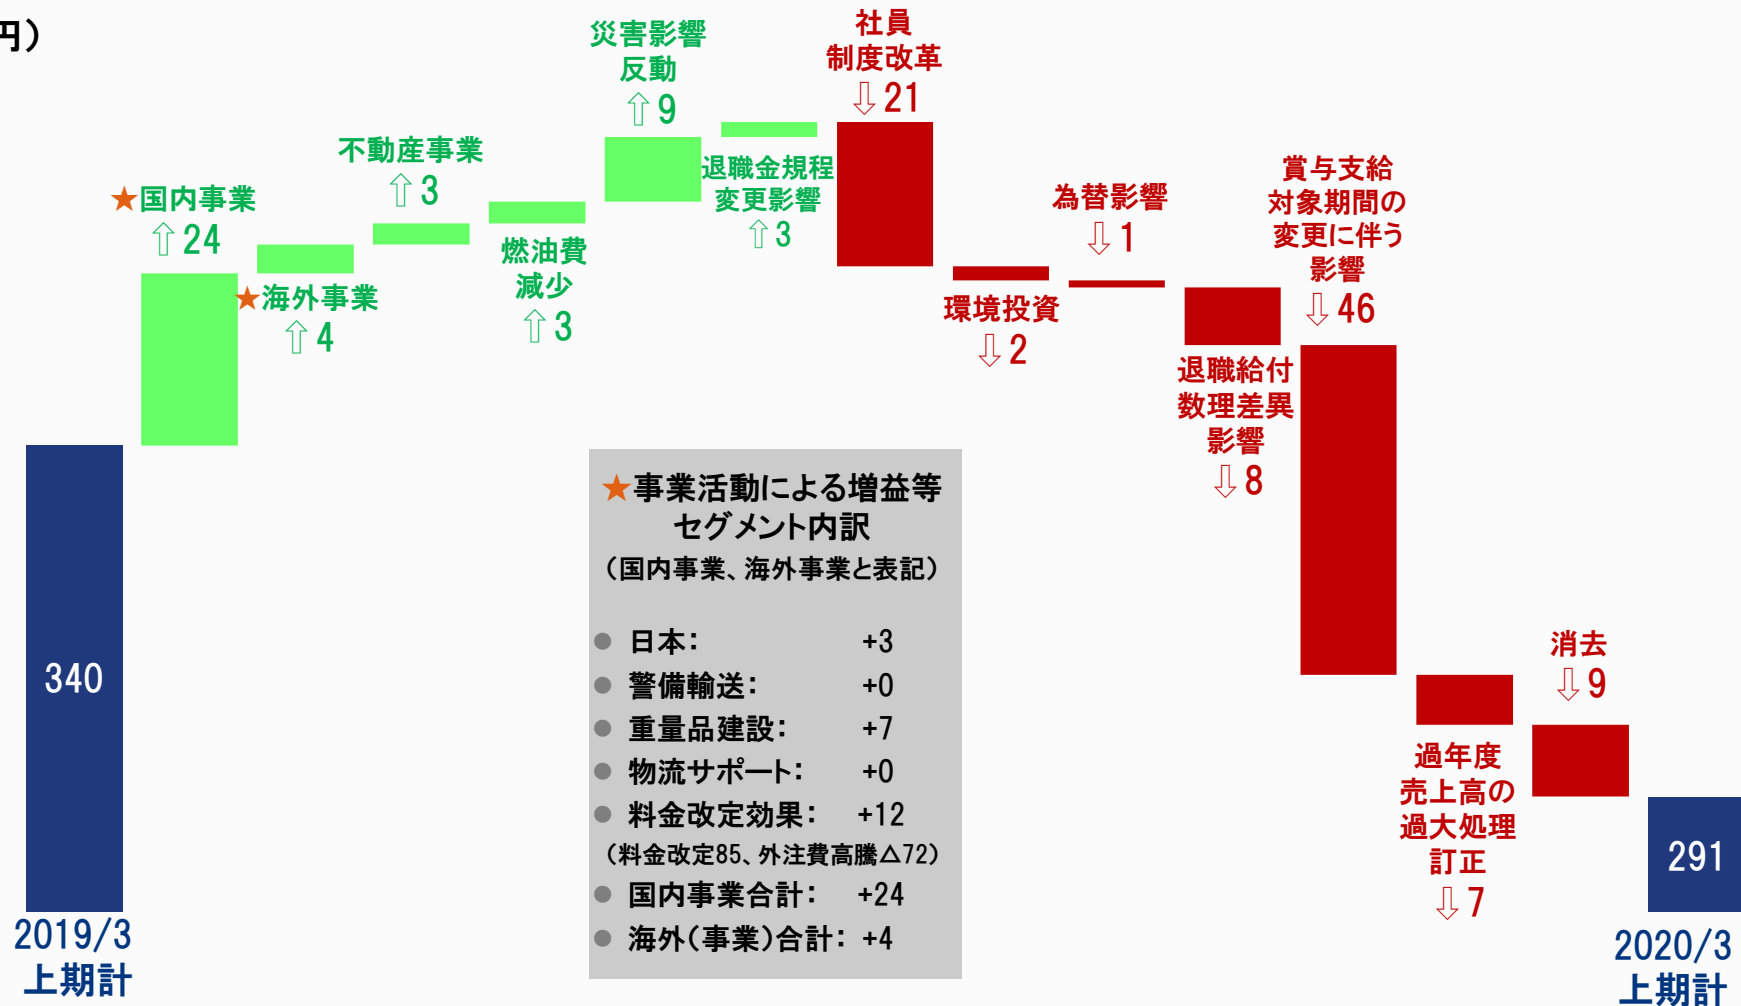 円）
★国内事業
⇧24
★海外事業
⇧4
不動産事業
⇧3
燃油費
減少
⇧3
災害影響
反動
⇧9
退職金規程
変更影響
⇧3
社員
制度改革
⇩21
環境投資
⇩2
為替影響
⇩1
退職給付
数理差異
影響
⇩8
賞与支給
対象期間の
変更に伴う
影響
⇩46
過年度
売上高の
過大処理
訂正
⇩7
消去
⇩9
340
2019/3
上期計
291
2020/3
上期計
★事業活動による増益等
セグメント内訳
（国内事業、海外事業と表記）
● 日本： +3
● 警備輸送： +0
● 重量品建設： +7
● 物流サポート： +0
● 料金改定効果： +12
（料金改定85、外注費高騰△72）
● 国内事業合計： +24
● 海外（事業）合計： +4